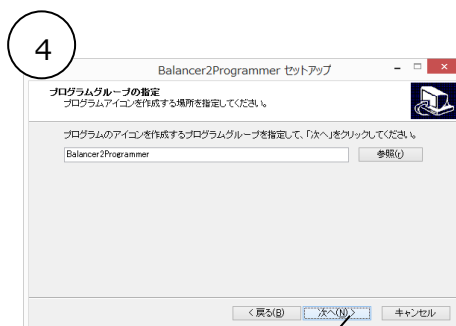 4
Balancer2Programmer セットアップ
プログラムグループの指定
プログラムアイコンを作成する場所を指定してください。
プログラムのアイコンを作成するプログラムグループを指定して、「次へ」をクリックしてください。
Balancer2Programmer
参照(r)
< 戻る(B)
次へ(N) >
キャンセル